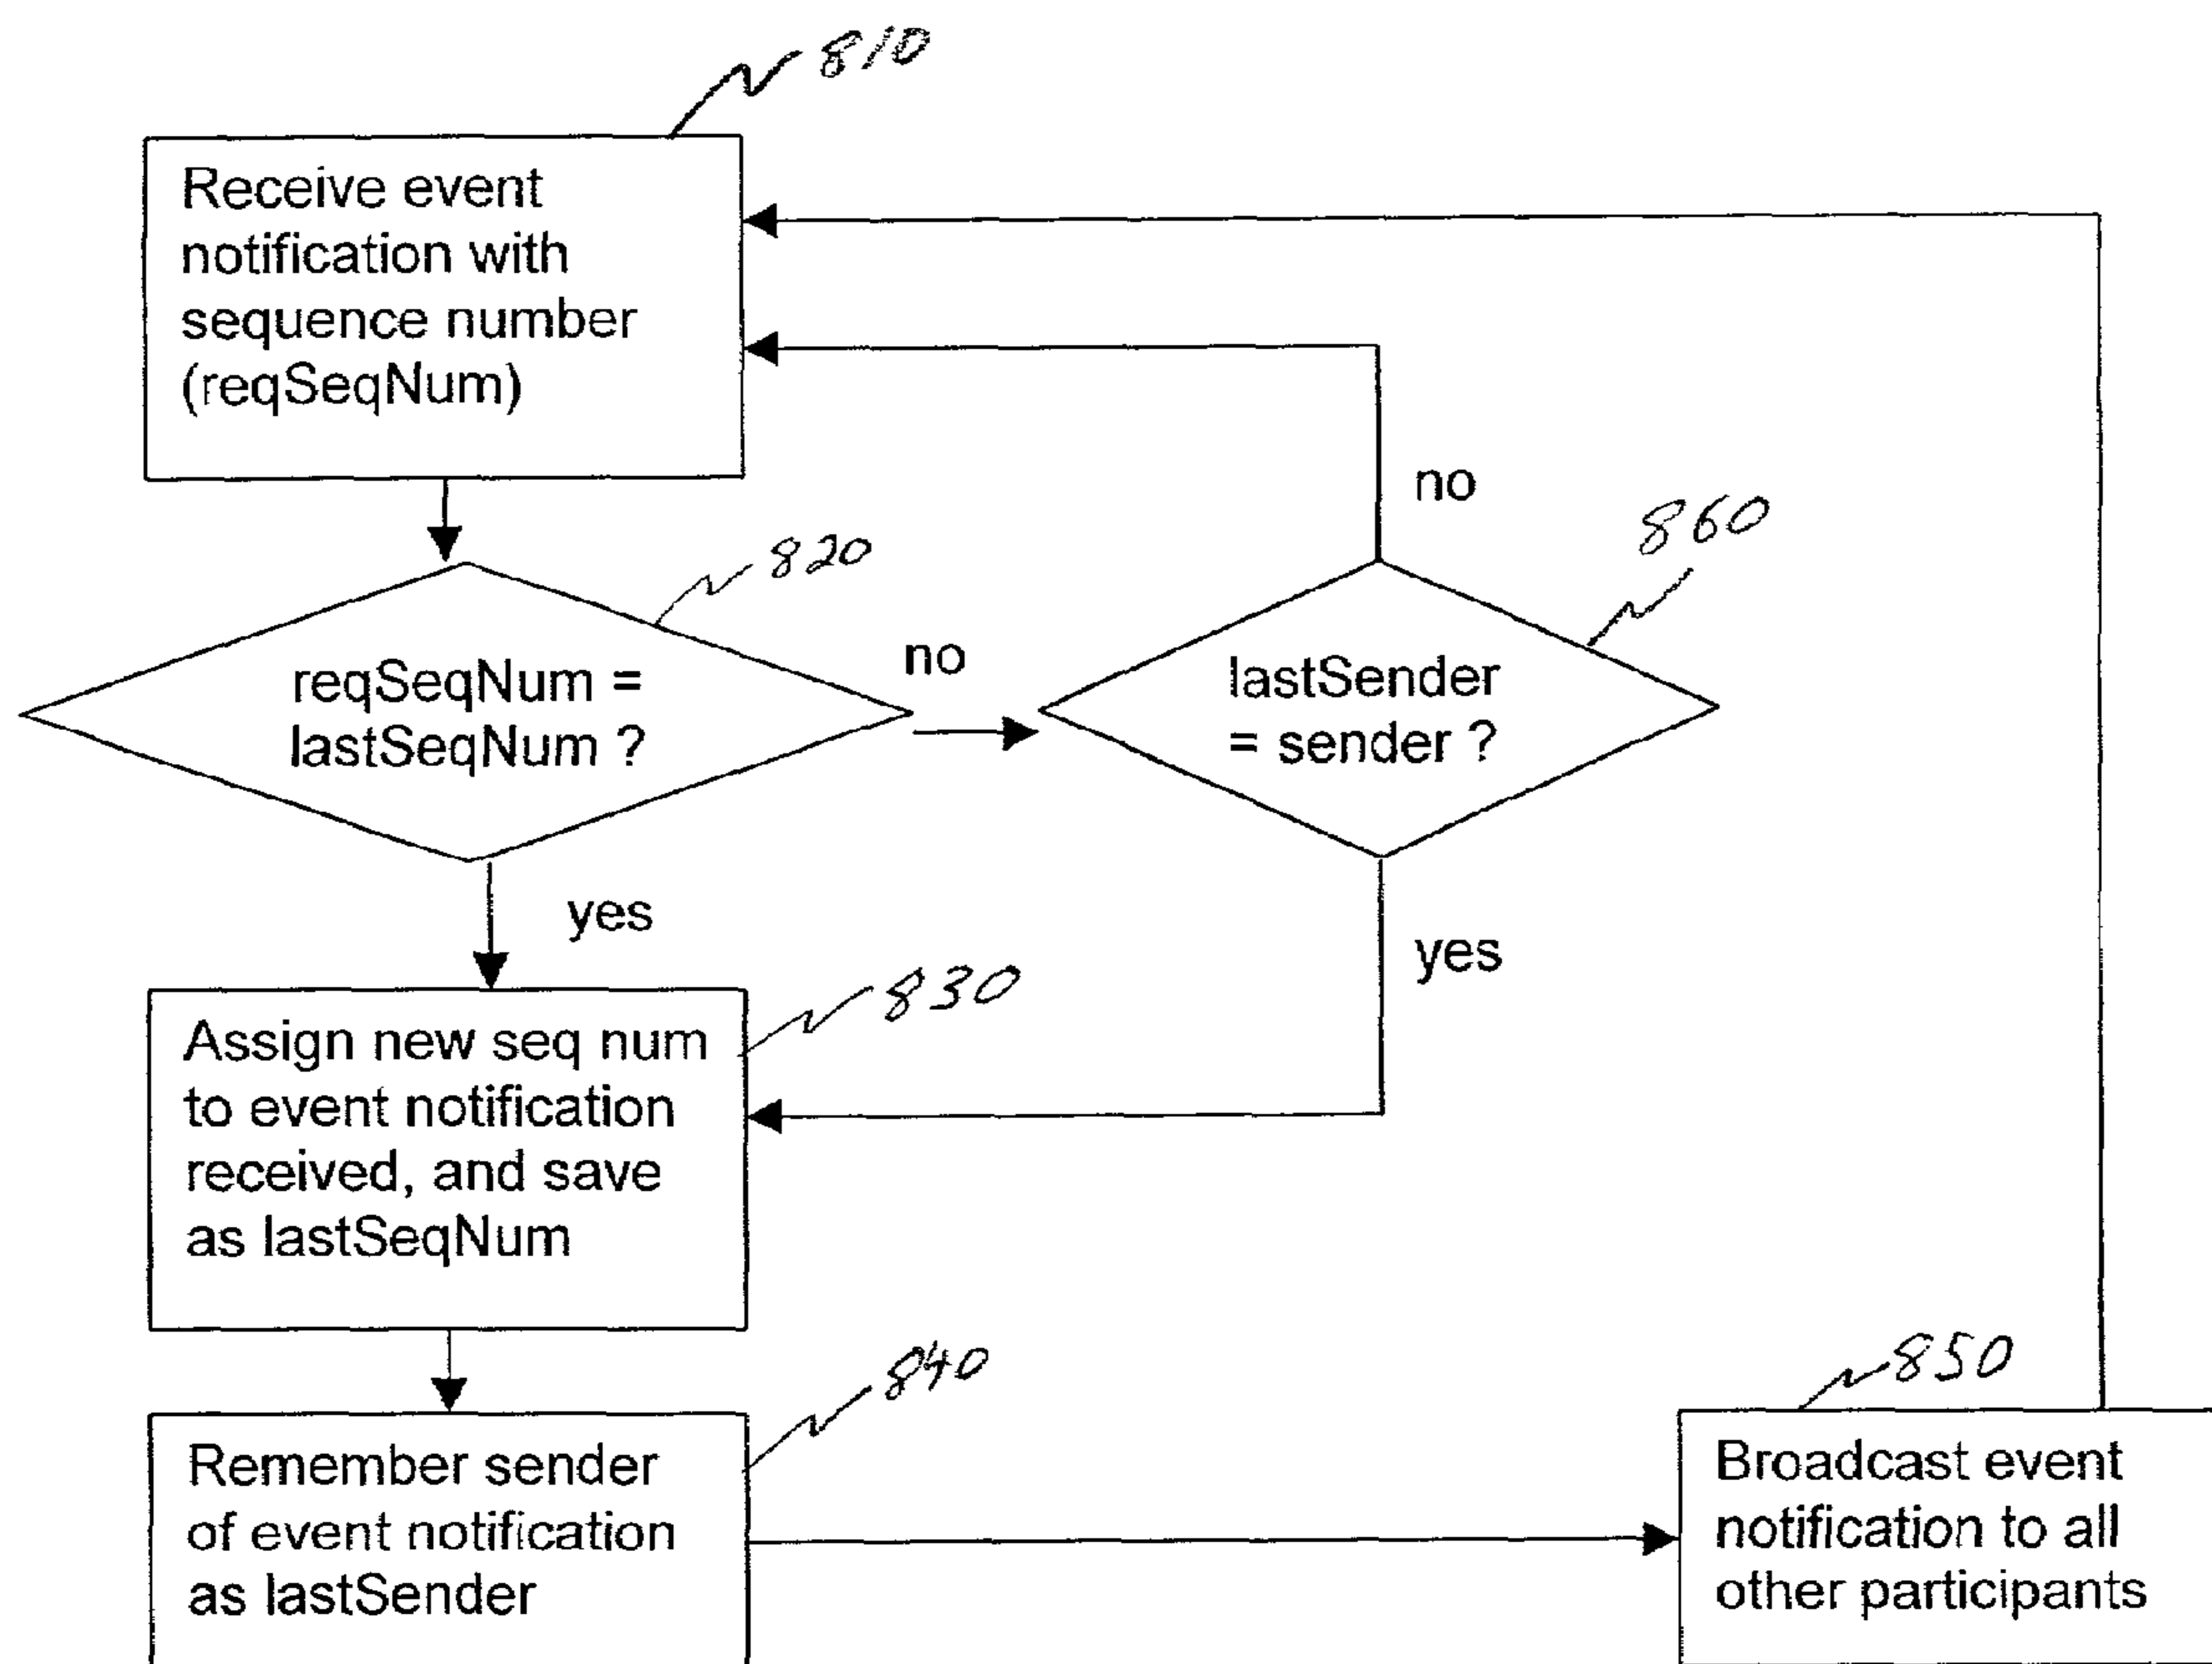 810
Receive event
notification with
sequence number
(reqSeqNum)
no
860
820
reqSeqNum =
lastSeqNum ?
no
lastSender
= sender ?
yes
yes
830
Assign new seq num
to event notification
received, and save
as lastSeqNum
840
Remember sender
of event notification
as lastSender
850
Broadcast event
notification to all
other participants